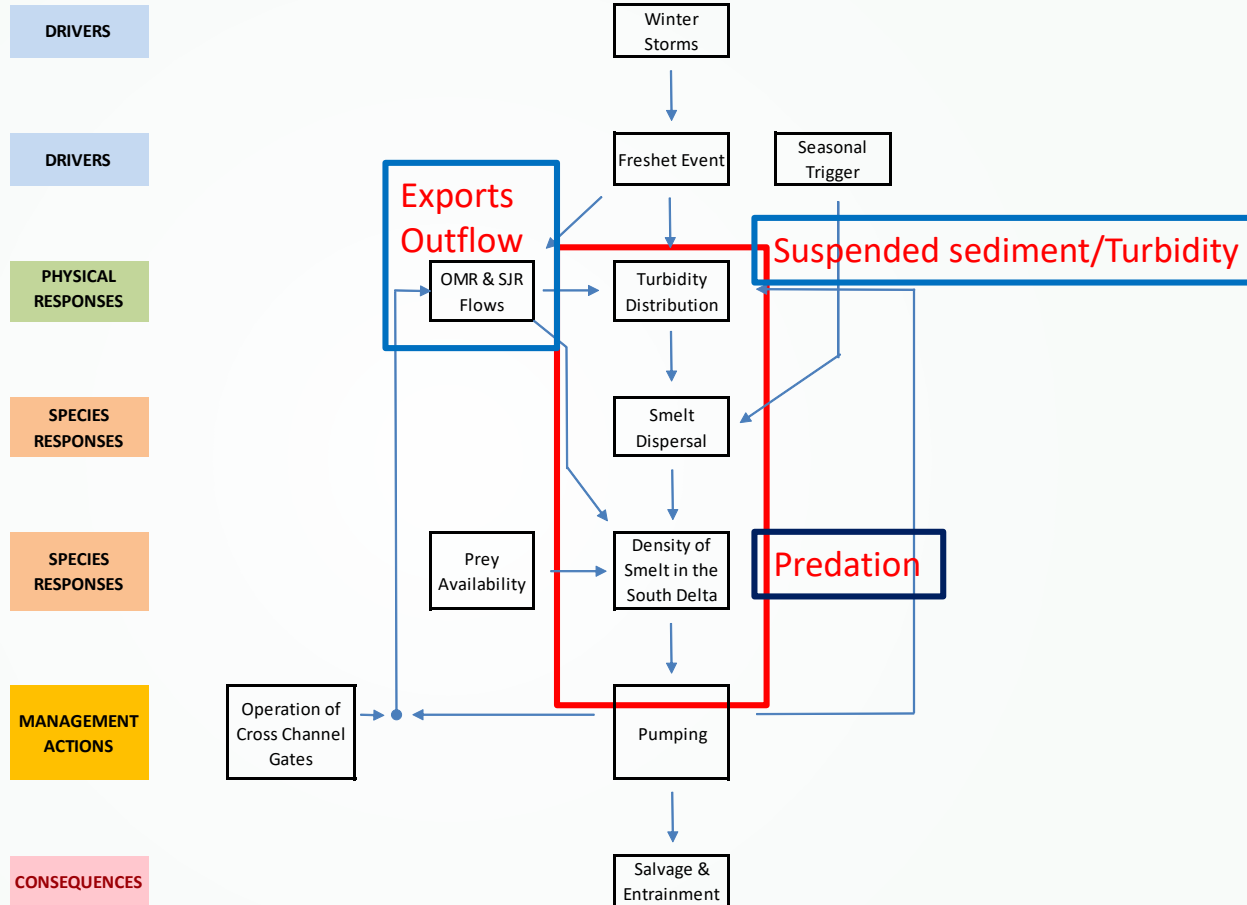 DRIVERS
Winter
Storms
DRIVERS
Freshet Event
Seasonal
Trigger
Exports
Outflow
Suspended sediment/Turbidity
PHYSICAL
RESPONSES
OMR & SJR
Flows
Turbidity
Distribution
SPECIES
RESPONSES
Smelt
Dispersal
SPECIES
RESPONSES
Prey
Availability
Density of
Smelt in the
South Delta
Predation
MANAGEMENT
ACTIONS
Operation of
Cross Channel
Gates
Pumping
CONSEQUENCES
Salvage &
Entrainment